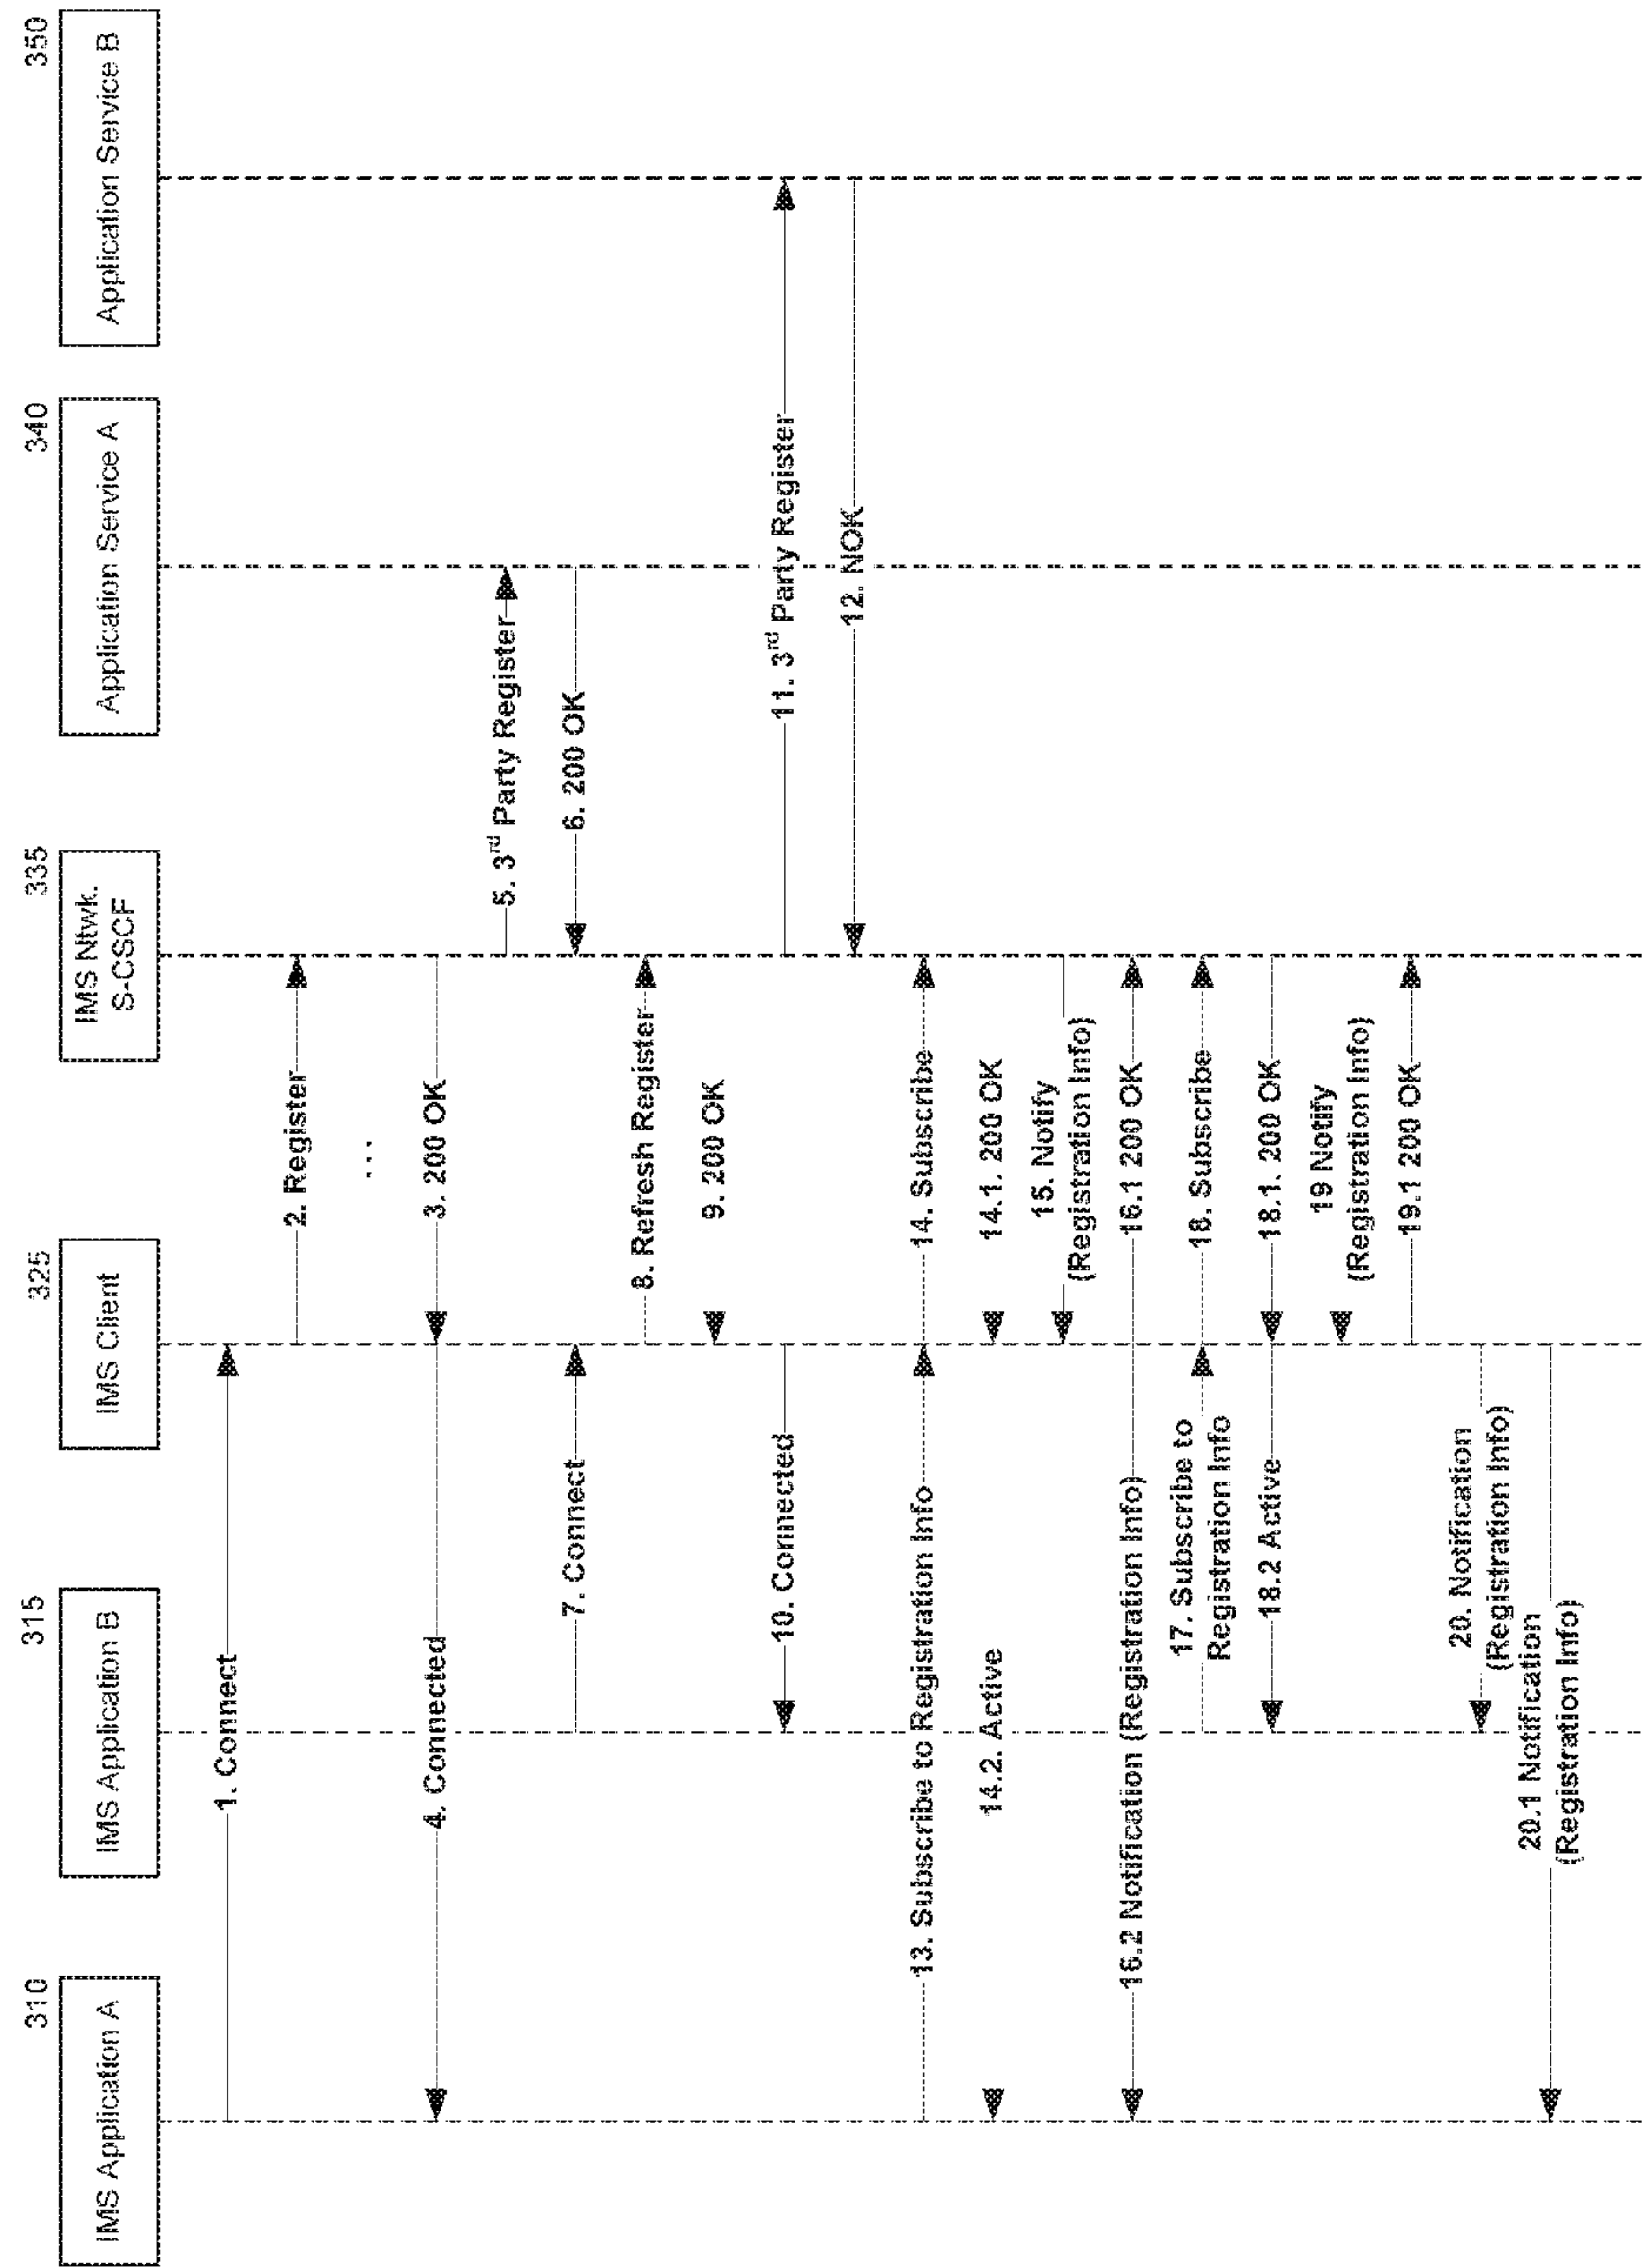 310
IMS Application A
315
IMS Application B
325
IMS Client
335
IMS Ntwk.
S-CSCF
340
Application Service A
350
Application Service B
1. Connect
2. Register
...
3. 200 OK
4. Connected
5. 3rd Party Register
6. 200 OK
7. Connect
8. Refresh Register
9. 200 OK
10. Connected
11. 3rd Party Register
12. NOK
13. Subscribe to Registration Info
14. Subscribe
14.1. 200 OK
14.2. Active
15. Notify
(Registration Info)
16.1 200 OK
16.2 Notification (Registration Info)
17. Subscribe to
Registration Info
18. Subscribe
18.1. 200 OK
18.2 Active
19 Notify
(Registration Info)
19.1 200 OK
20. Notification
(Registration Info)
20.1 Notification
(Registration Info)